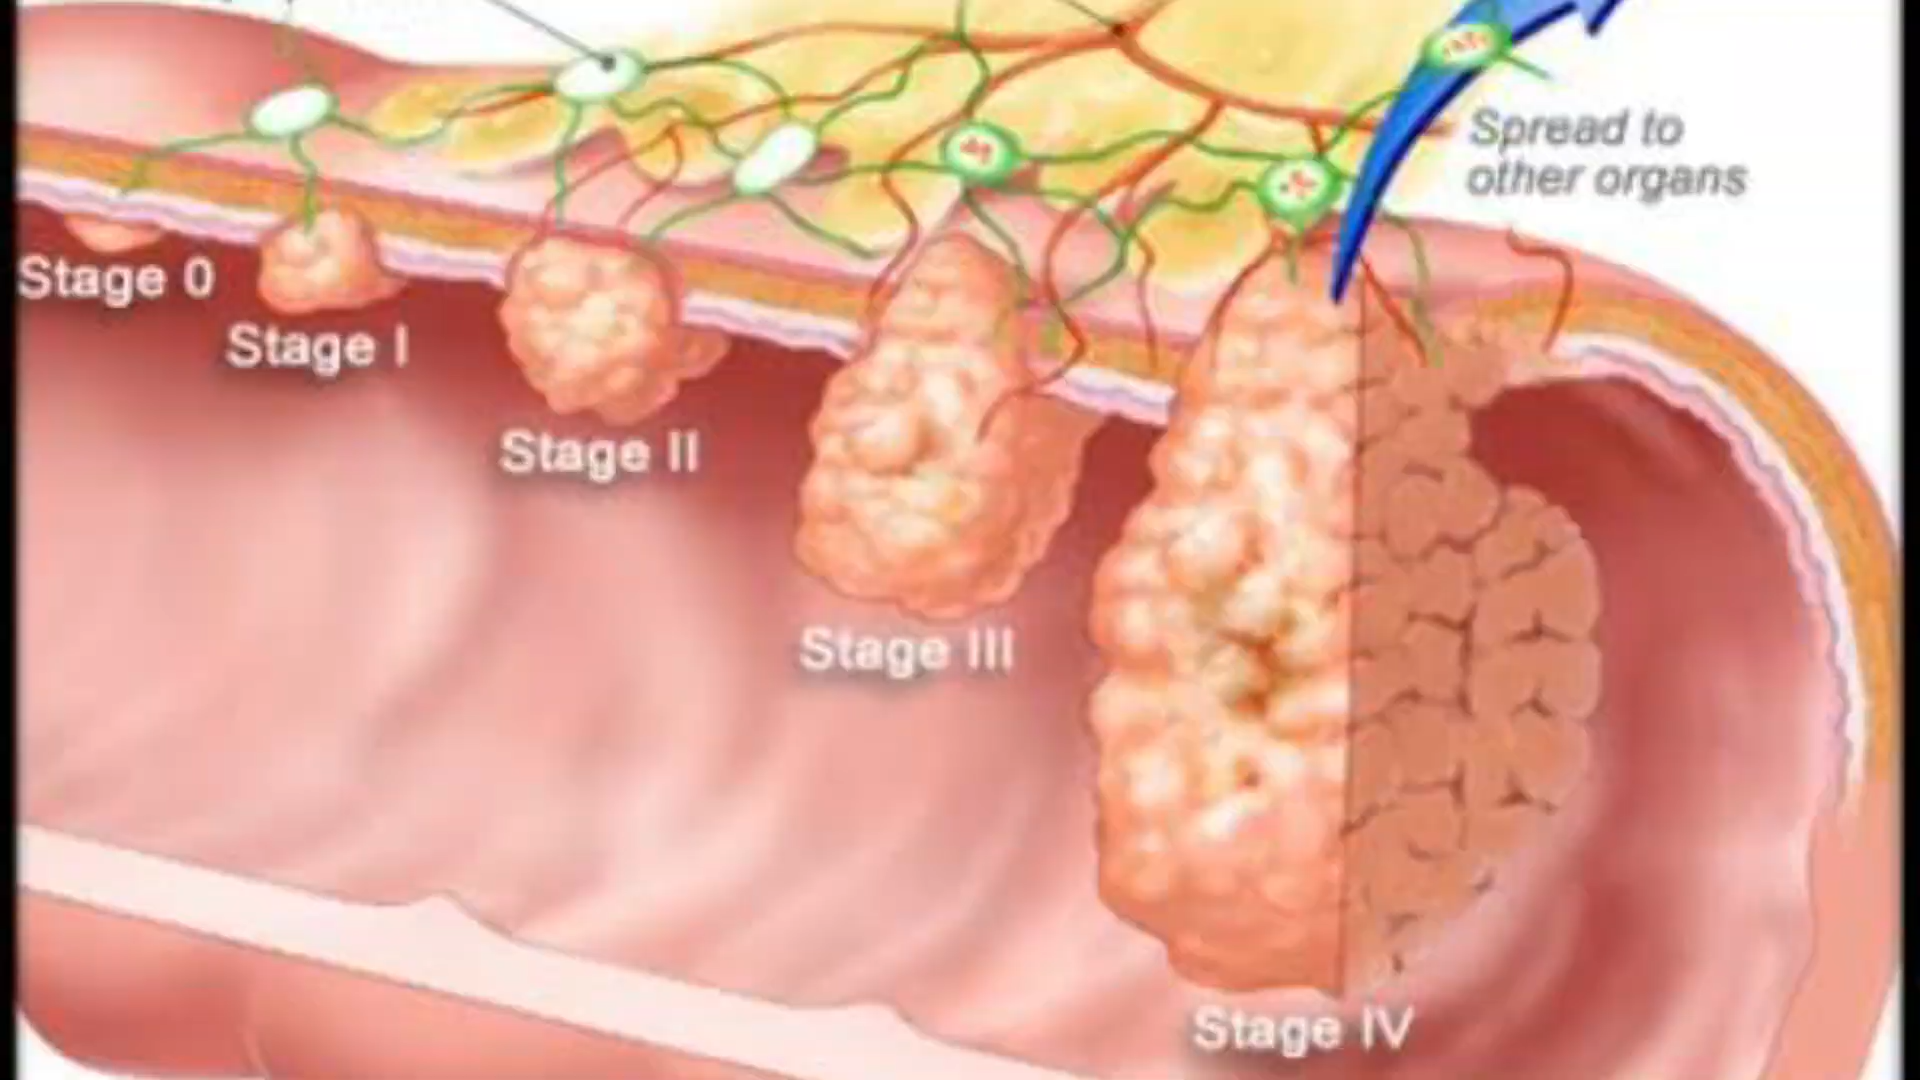 Spread to
other organs
Stage 0
Stage I
Stage II
Stage III
Stage IV